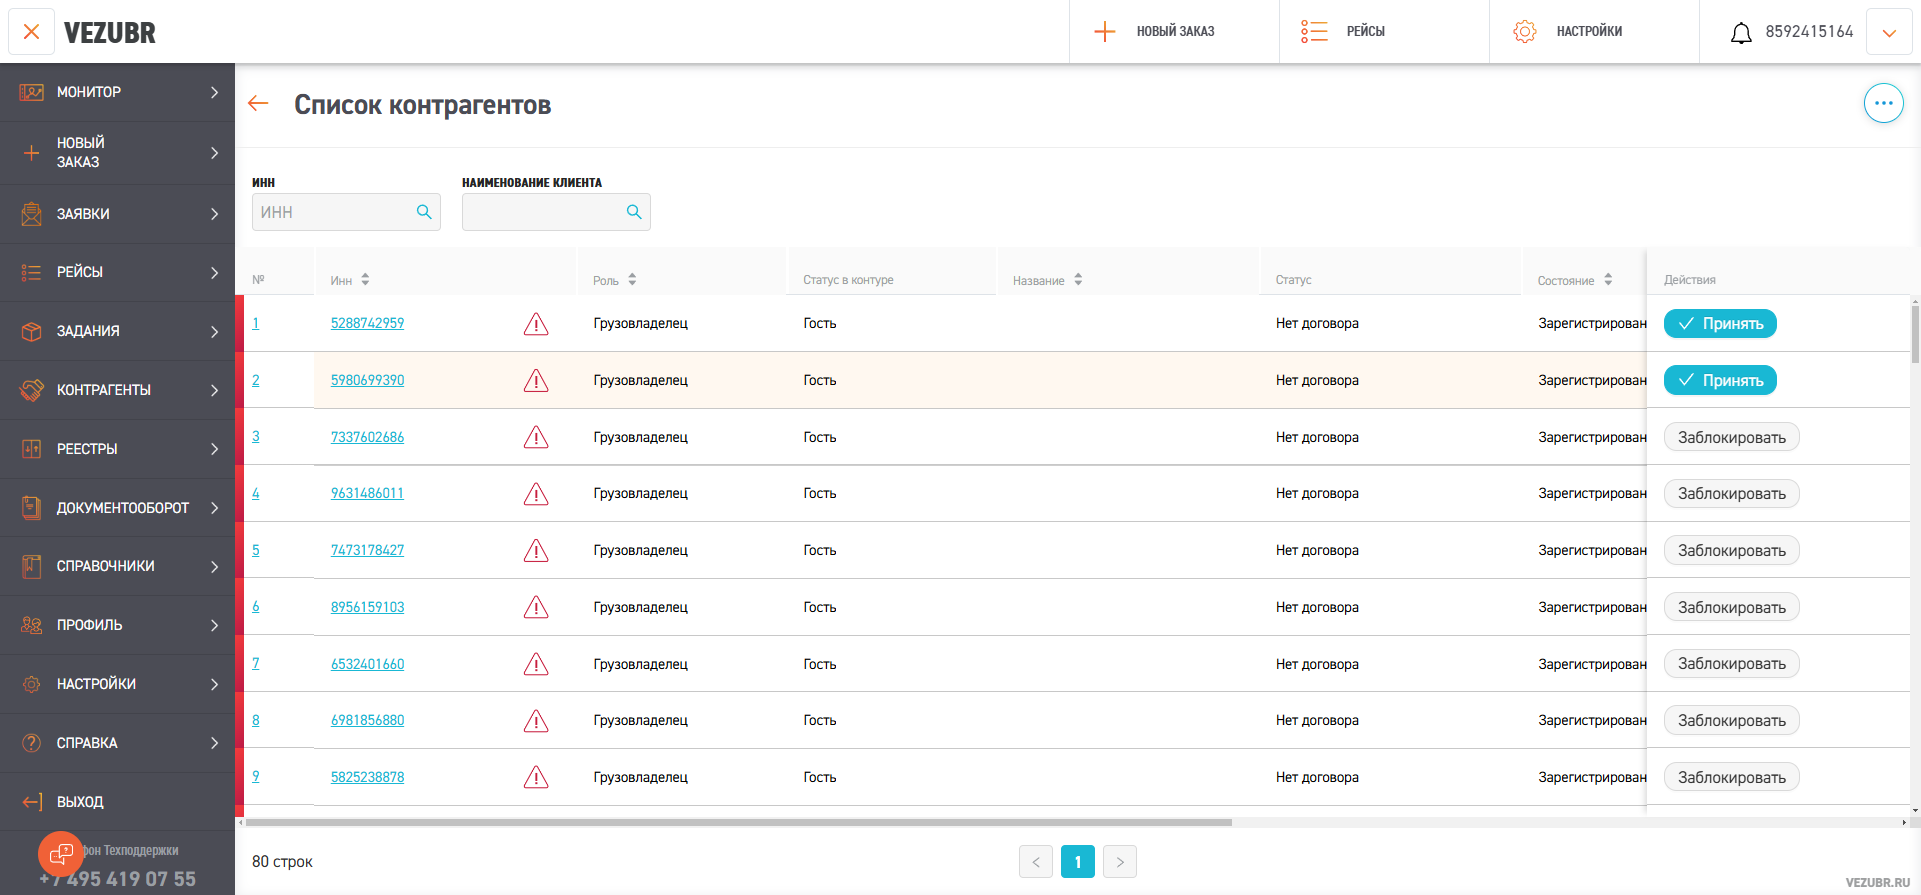 VEZUBR
НОВЫЙ ЗАКАЗ
РЕЙСЫ
НАСТРОЙКИ
8592415164
МОНИТОР
НОВЫЙ
ЗАКАЗ
ЗАЯВКИ
РЕЙСЫ
ЗАДАНИЯ
КОНТРАГЕНТЫ
РЕЕСТРЫ
ДОКУМЕНТООБОРОТ
СПРАВОЧНИКИ
ПРОФИЛЬ
НАСТРОЙКИ
СПРАВКА
ВЫХОД
фон Техподдержки
+7 495 419 07 55
Список контрагентов
ИНН
НАИМЕНОВАНИЕ КЛИЕНТА
ИНН
№ Инн Роль Статус в контуре Название Статус Состояние Действия
1 5288742959 Грузовладелец Гость Нет договора Зарегистрирован Принять
2 5980699390 Грузовладелец Гость Нет договора Зарегистрирован Принять
3 7337602686 Грузовладелец Гость Нет договора Зарегистрирован Заблокировать
4 9631486011 Грузовладелец Гость Нет договора Зарегистрирован Заблокировать
5 7473178427 Грузовладелец Гость Нет договора Зарегистрирован Заблокировать
6 8956159103 Грузовладелец Гость Нет договора Зарегистрирован Заблокировать
7 6532401660 Грузовладелец Гость Нет договора Зарегистрирован Заблокировать
8 6981856880 Грузовладелец Гость Нет договора Зарегистрирован Заблокировать
9 5825238878 Грузовладелец Гость Нет договора Зарегистрирован Заблокировать
80 строк
< 1 >
VEZUBR.RU